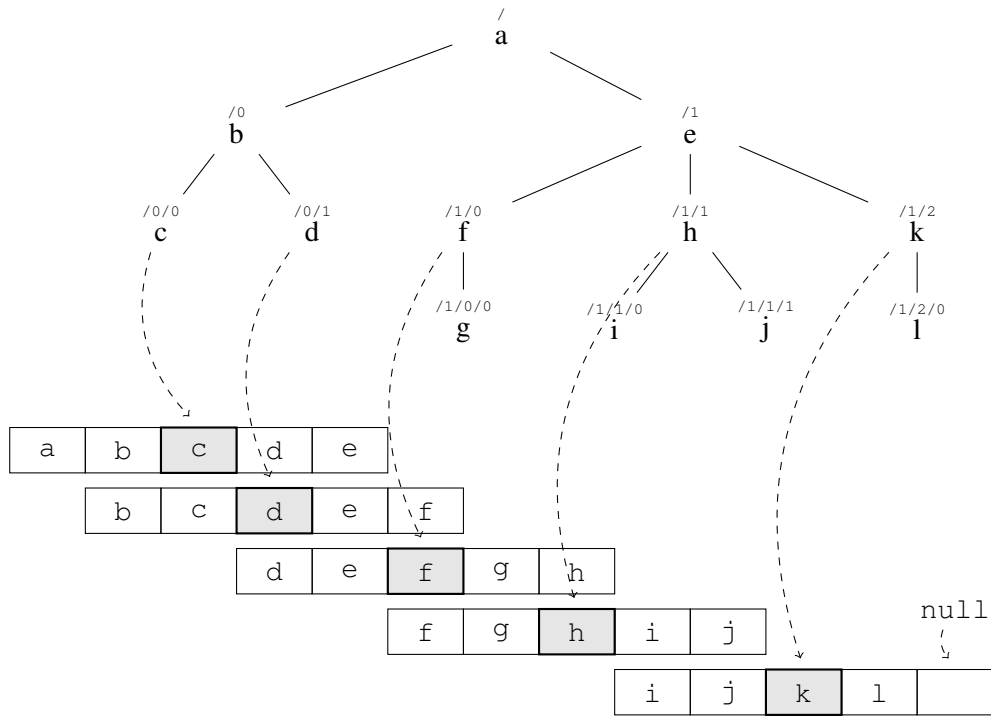 /
a
/0 /1
b e
/0/0 /0/1 /1/0 /1/1 /1/2
c d f h k
/1/0/0 /1/1/0 /1/1/1 /1/2/0
g i j l
a b c d e
b c d e f
d e f g h
f g h i j
null
i j k l